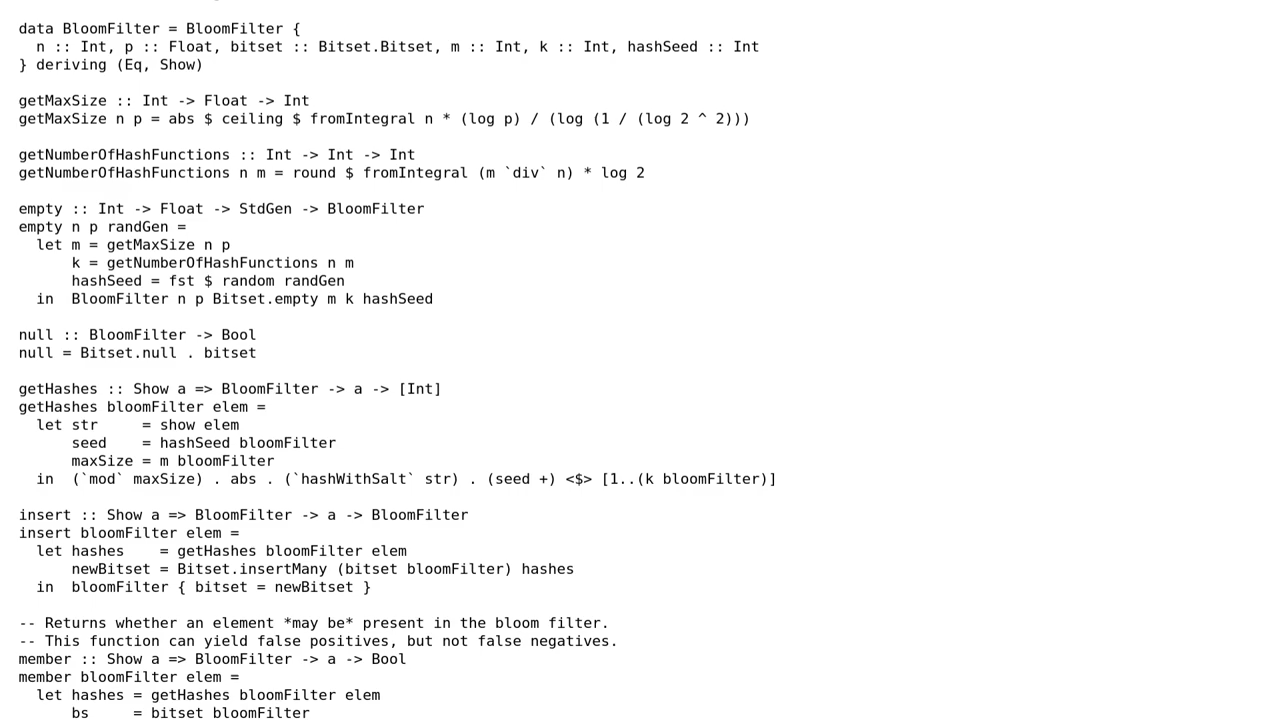 data BloomFilter = BloomFilter {
  n :: Int, p :: Float, bitset :: Bitset.Bitset, m :: Int, k :: Int, hashSeed :: Int
} deriving (Eq, Show)

getMaxSize :: Int -> Float -> Int
getMaxSize n p = abs $ ceiling $ fromIntegral n * (log p) / (log (1 / (log 2 ^ 2)))

getNumberOfHashFunctions :: Int -> Int -> Int
getNumberOfHashFunctions n m = round $ fromIntegral (m `div` n) * log 2

empty :: Int -> Float -> StdGen -> BloomFilter
empty n p randGen =
  let m = getMaxSize n p
      k = getNumberOfHashFunctions n m
      hashSeed = fst $ random randGen
  in  BloomFilter n p Bitset.empty m k hashSeed

null :: BloomFilter -> Bool
null = Bitset.null . bitset

getHashes :: Show a => BloomFilter -> a -> [Int]
getHashes bloomFilter elem =
  let str     = show elem
      seed    = hashSeed bloomFilter
      maxSize = m bloomFilter
  in  (`mod` maxSize) . abs . (`hashWithSalt` str) . (seed +) <$> [1..(k bloomFilter)]

insert :: Show a => BloomFilter -> a -> BloomFilter
insert bloomFilter elem =
  let hashes    = getHashes bloomFilter elem
      newBitset = Bitset.insertMany (bitset bloomFilter) hashes
  in  bloomFilter { bitset = newBitset }

-- Returns whether an element *may be* present in the bloom filter.
-- This function can yield false positives, but not false negatives.
member :: Show a => BloomFilter -> a -> Bool
member bloomFilter elem =
  let hashes = getHashes bloomFilter elem
      bs     = bitset bloomFilter